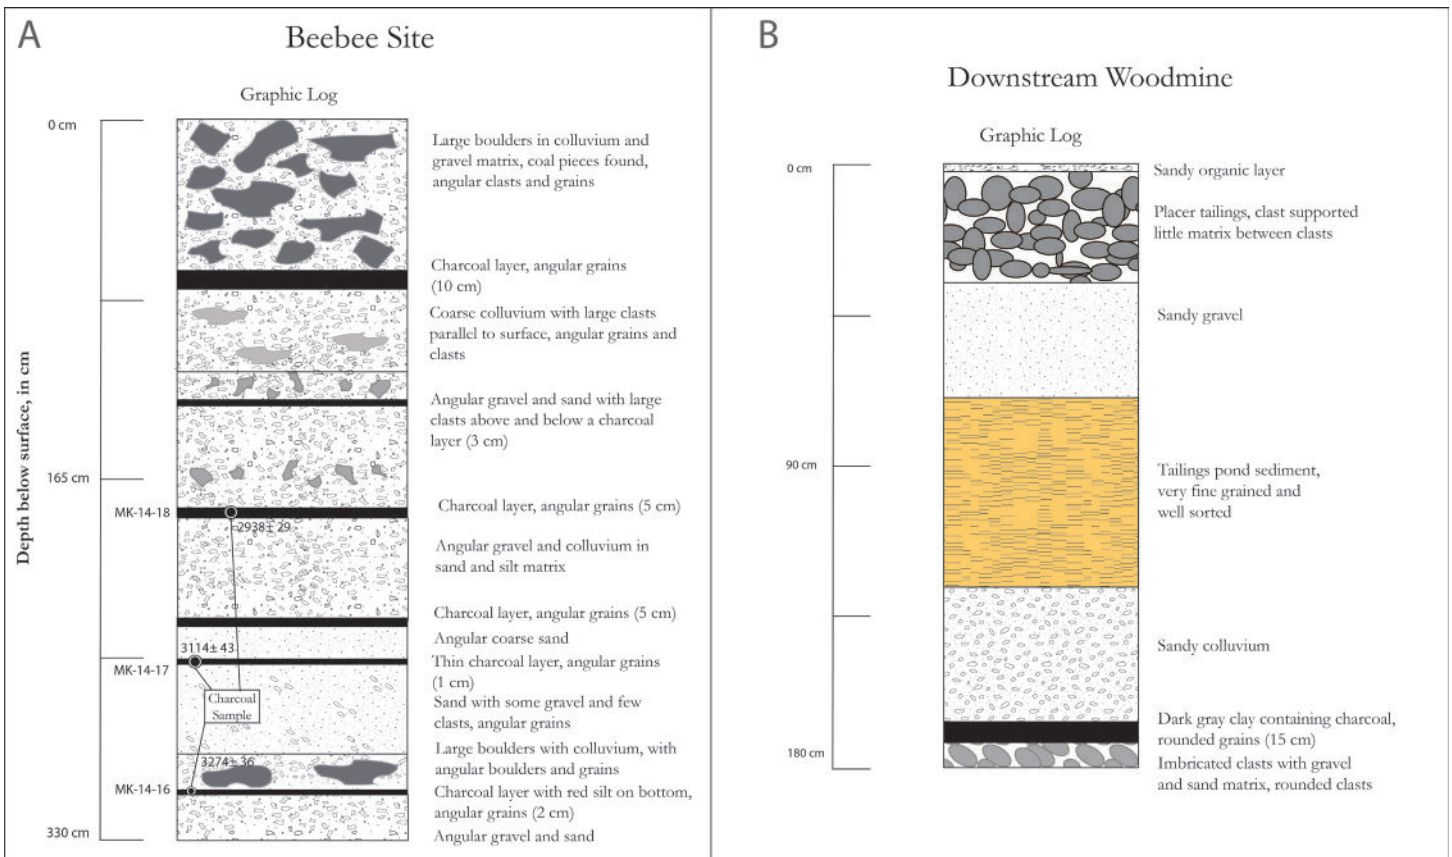 A
Beebee Site
Graphic Log
Depth below surface, in cm
0 cm
165 cm
330 cm
MK-14-18
MK-14-17
MK-14-16
2938± 29
3114± 43
3274± 36
Charcoal
Sample
Large boulders in colluvium and
gravel matrix, coal pieces found,
angular clasts and grains
Charcoal layer, angular grains
(10 cm)
Coarse colluvium with large clasts
parallel to surface, angular grains and
clasts
Angular gravel and sand with large
clasts above and below a charcoal
layer (3 cm)
Charcoal layer, angular grains (5 cm)
Angular gravel and colluvium in
sand and silt matrix
Charcoal layer, angular grains (5 cm)
Angular coarse sand
Thin charcoal layer, angular grains
(1 cm)
Sand with some gravel and few
clasts, angular grains
Large boulders with colluvium, with
angular boulders and grains
Charcoal layer with red silt on bottom,
angular grains (2 cm)
Angular gravel and sand
B
Downstream Woodmine
Graphic Log
0 cm
90 cm
180 cm
Sandy organic layer
Placer tailings, clast supported
little matrix between clasts
Sandy gravel
Tailings pond sediment,
very fine grained and
well sorted
Sandy colluvium
Dark gray clay containing charcoal,
rounded grains (15 cm)
Imbricated clasts with gravel
and sand matrix, rounded clasts